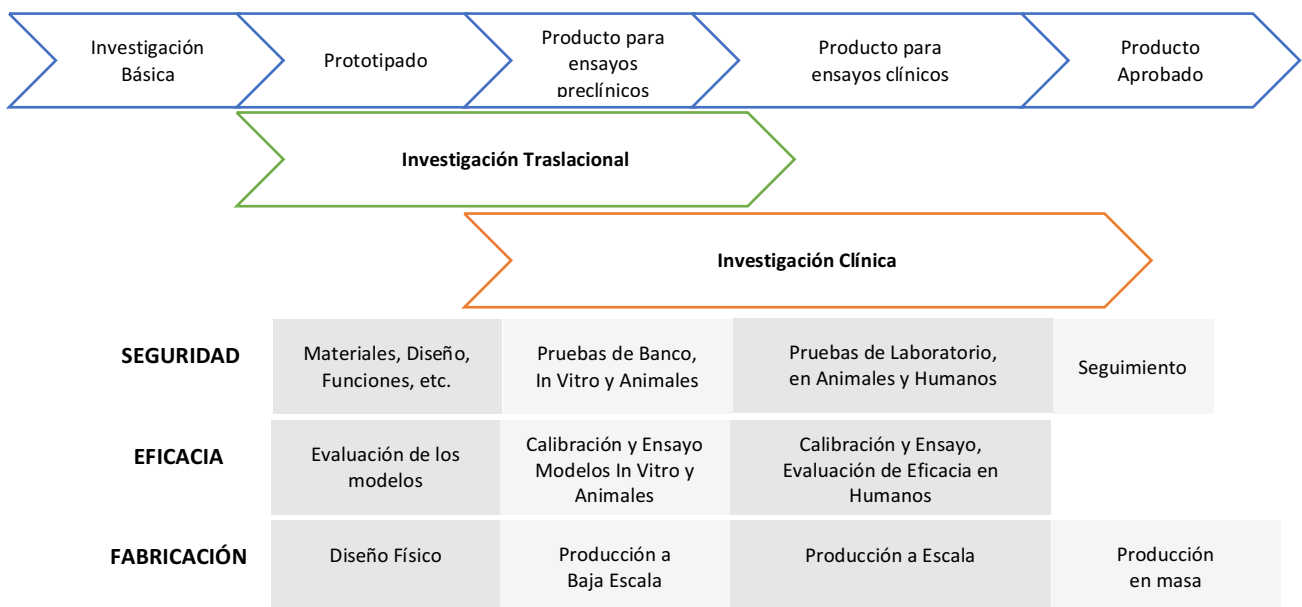 Investigación
Básica
Prototipado
Producto para
ensayos
preclínicos
Producto para
ensayos clínicos
Producto
Aprobado
Investigación Traslacional
Investigación Clínica
SEGURIDAD
Materiales, Diseño,
Funciones, etc.
Pruebas de Banco,
In Vitro y Animales
Pruebas de Laboratorio,
en Animales y Humanos
Seguimiento
EFICACIA
Evaluación de los
modelos
Calibración y Ensayo
Modelos In Vitro y
Animales
Calibración y Ensayo,
Evaluación de Eficacia en
Humanos
FABRICACIÓN
Diseño Físico
Producción a
Baja Escala
Producción a Escala
Producción
en masa